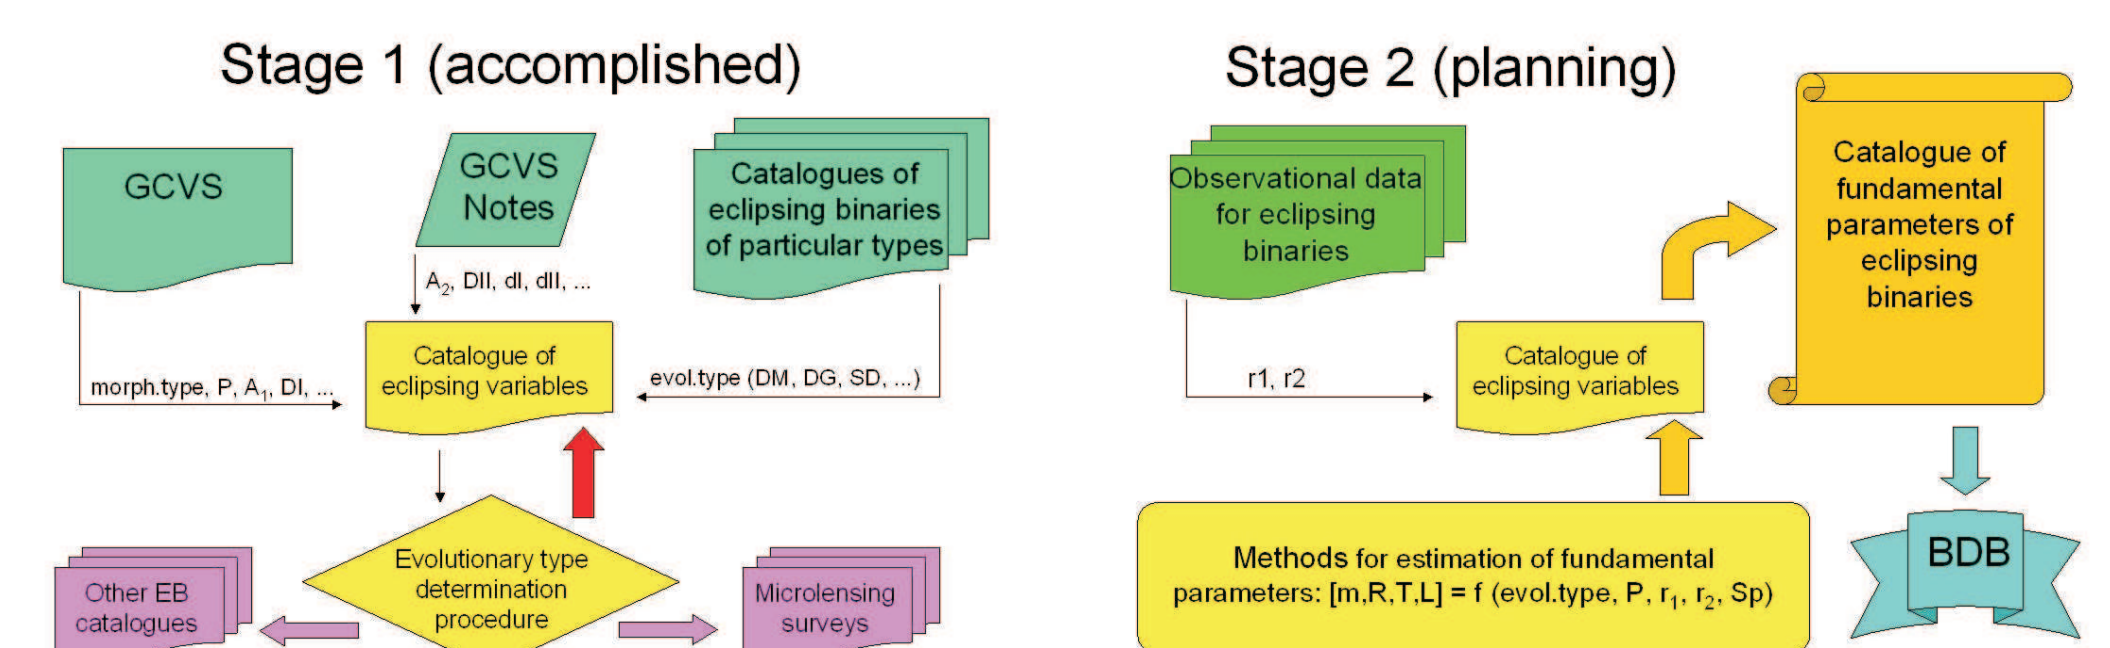 Stage 1 (accomplished)
GCVS
GCVS
Notes
Catalogues of
eclipsing binaries
of particular types
A2, DII, dI, dII, ...
morph.type, P, A1, DI, ...
Catalogue of
eclipsing variables
evol.type (DM, DG, SD, ...)
Evolutionary type
determination
procedure
Other EB
catalogues
Microlensing
surveys
Stage 2 (planning)
Observational data
for eclipsing
binaries
r1, r2
Catalogue of
eclipsing variables
Catalogue of
fundamental
parameters of
eclipsing
binaries
Methods for estimation of fundamental
parameters: [m,R,T,L] = f (evol.type, P, r1, r2, Sp)
BDB